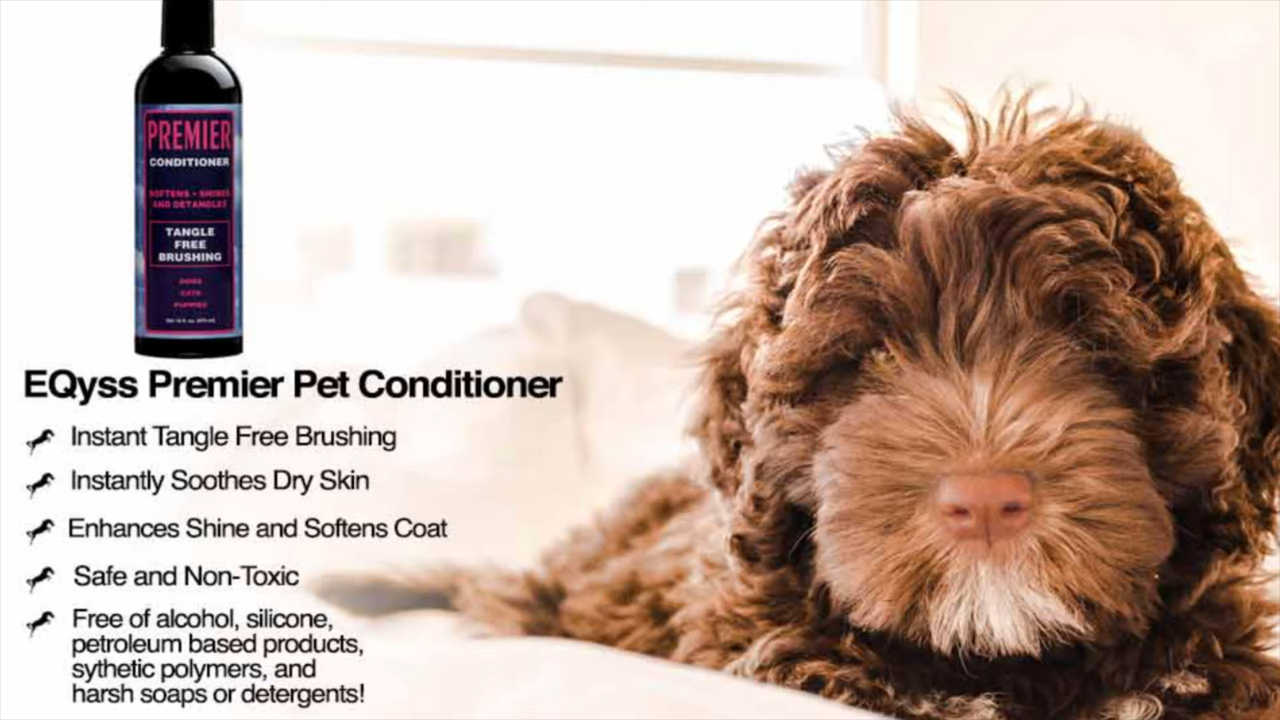 PREMIER
CONDITIONER
SOFTENS • SHINES
AND DETANGLES
TANGLE
FREE
BRUSHING
DOGS
CATS
PUPPIES
EQyss Premier Pet Conditioner
Instant Tangle Free Brushing
Instantly Soothes Dry Skin
Enhances Shine and Softens Coat
Safe and Non-Toxic
Free of alcohol, silicone,
petroleum based products,
sythetic polymers, and
harsh soaps or detergents!